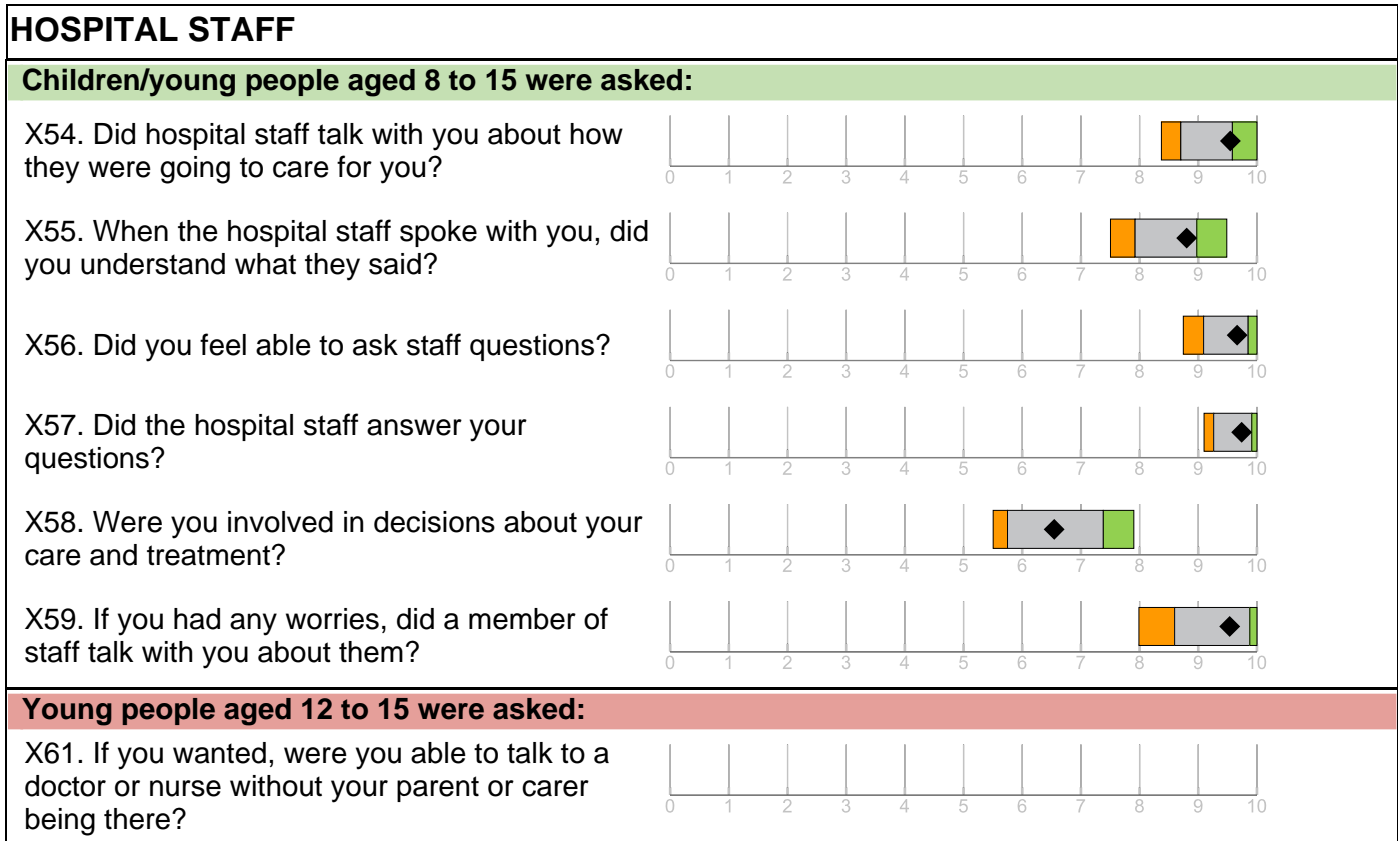 HOSPITAL STAFF
Children/young people aged 8 to 15 were asked:
X54. Did hospital staff talk with you about how
they were going to care for you?
0 1 2 3 4 5 6 7 8 9 10
X55. When the hospital staff spoke with you, did
you understand what they said?
0 1 2 3 4 5 6 7 8 9 10
X56. Did you feel able to ask staff questions?
0 1 2 3 4 5 6 7 8 9 10
X57. Did the hospital staff answer your
questions?
0 1 2 3 4 5 6 7 8 9 10
X58. Were you involved in decisions about your
care and treatment?
0 1 2 3 4 5 6 7 8 9 10
X59. If you had any worries, did a member of
staff talk with you about them?
0 1 2 3 4 5 6 7 8 9 10
Young people aged 12 to 15 were asked:
X61. If you wanted, were you able to talk to a
doctor or nurse without your parent or carer
being there?
0 1 2 3 4 5 6 7 8 9 10